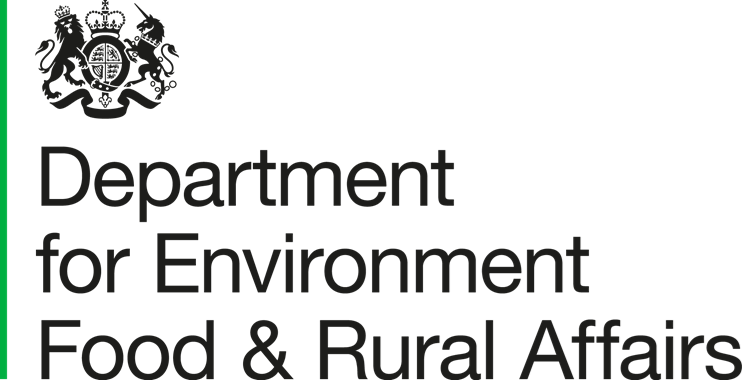 Department
for Environment
Food & Rural Affairs